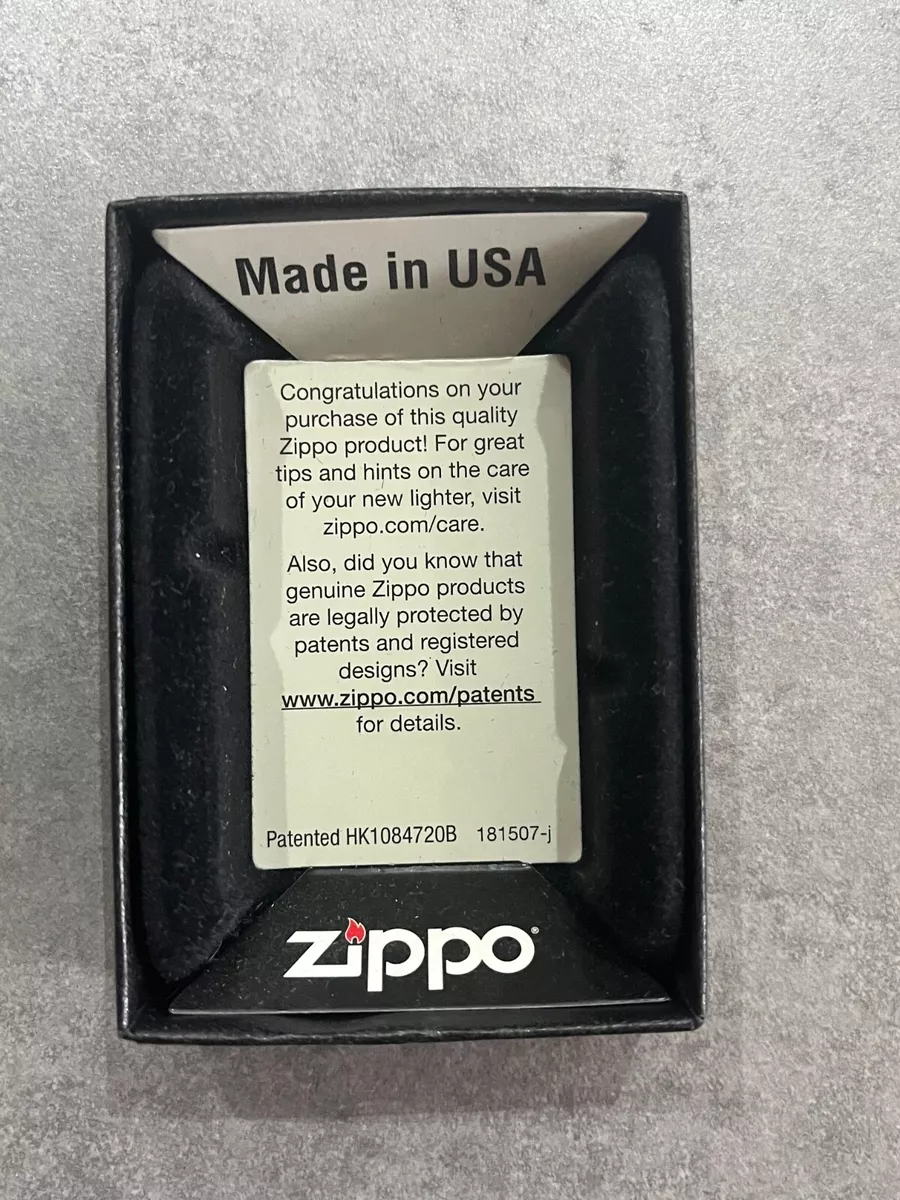 Made in USA
Congratulations on your
purchase of this quality
Zippo product! For great
tips and hints on the care
of your new lighter, visit
zippo.com/care.
Also, did you know that
genuine Zippo products
are legally protected by
patents and registered
designs? Visit
www.zippo.com/patents
for details.
Patented HK1084720B 181507-j
zippo®